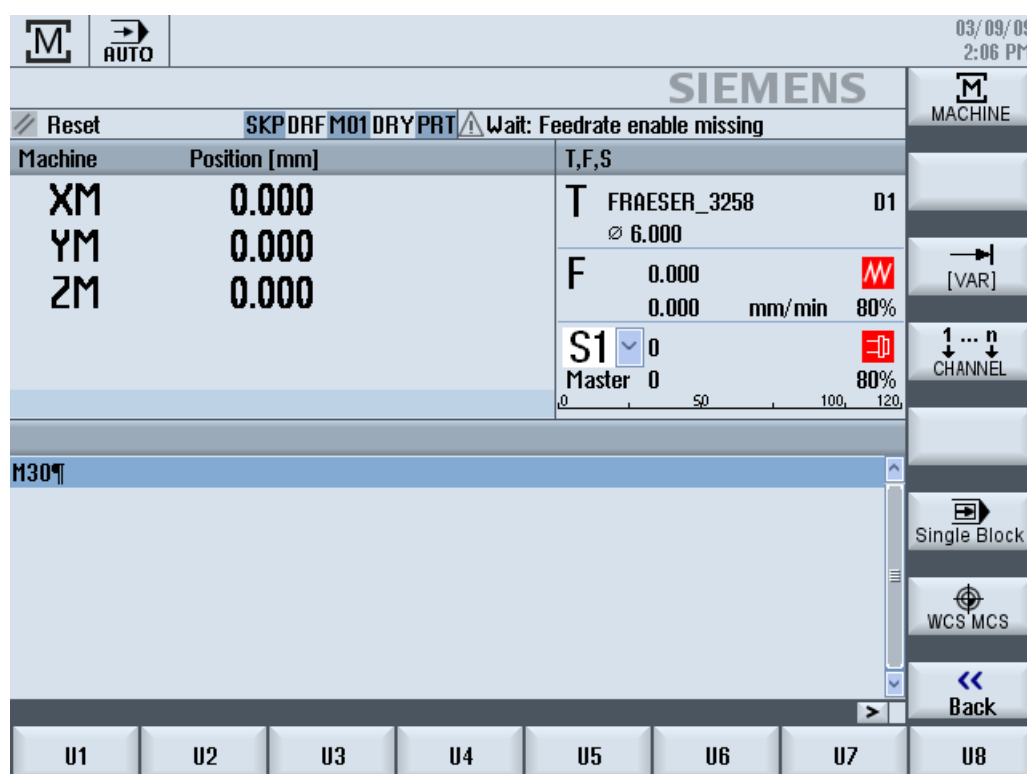 M
AUTO
03/09/09
2:06 PM
SIEMENS
Reset
SKP DRF M01 DRY PRT Wait: Feedrate enable missing
Machine Position [mm]
XM 0.000
YM 0.000
ZM 0.000
T,F,S
T FRAESER_3258 D1
⌀ 6.000
F 0.000
0.000 mm/min 80%
S1 0
Master 0 80%
0 50 100 120
M30¶
M
MACHINE
[VAR]
1 ... n
CHANNEL
Single Block
WCS MCS
<<
Back
>
U1 U2 U3 U4 U5 U6 U7 U8